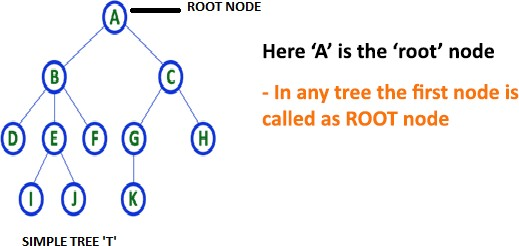 ROOT NODE
A
B
C
D
E
F
G
H
I
J
K
SIMPLE TREE 'T'
Here ‘A’ is the ‘root’ node
- In any tree the first node is
called as ROOT node